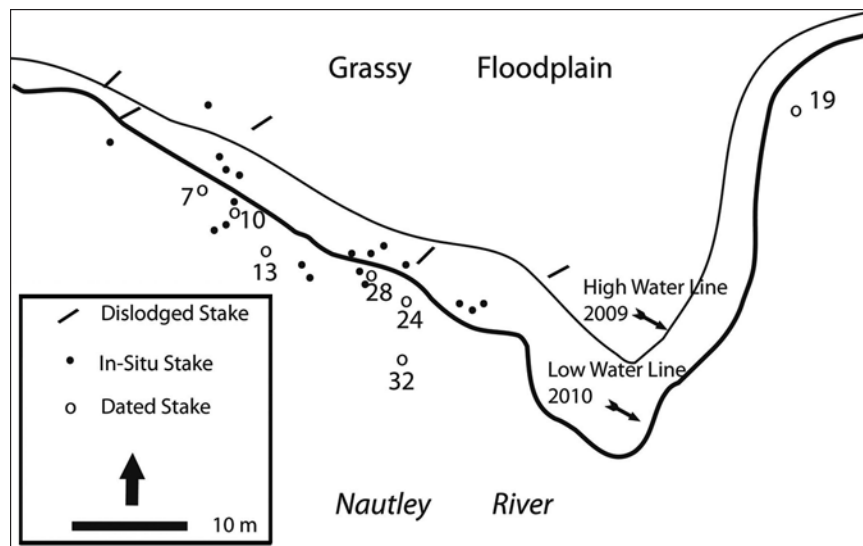 Grassy Floodplain
19
7
10
13
28
24
32
High Water Line
2009
Low Water Line
2010
Dislodged Stake
In-Situ Stake
Dated Stake
10 m
Nautley River